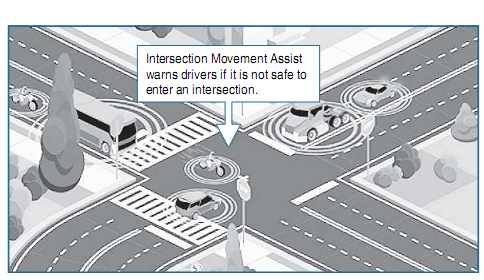 Intersection Movement Assist
warns drivers if it is not safe to
enter an intersection.